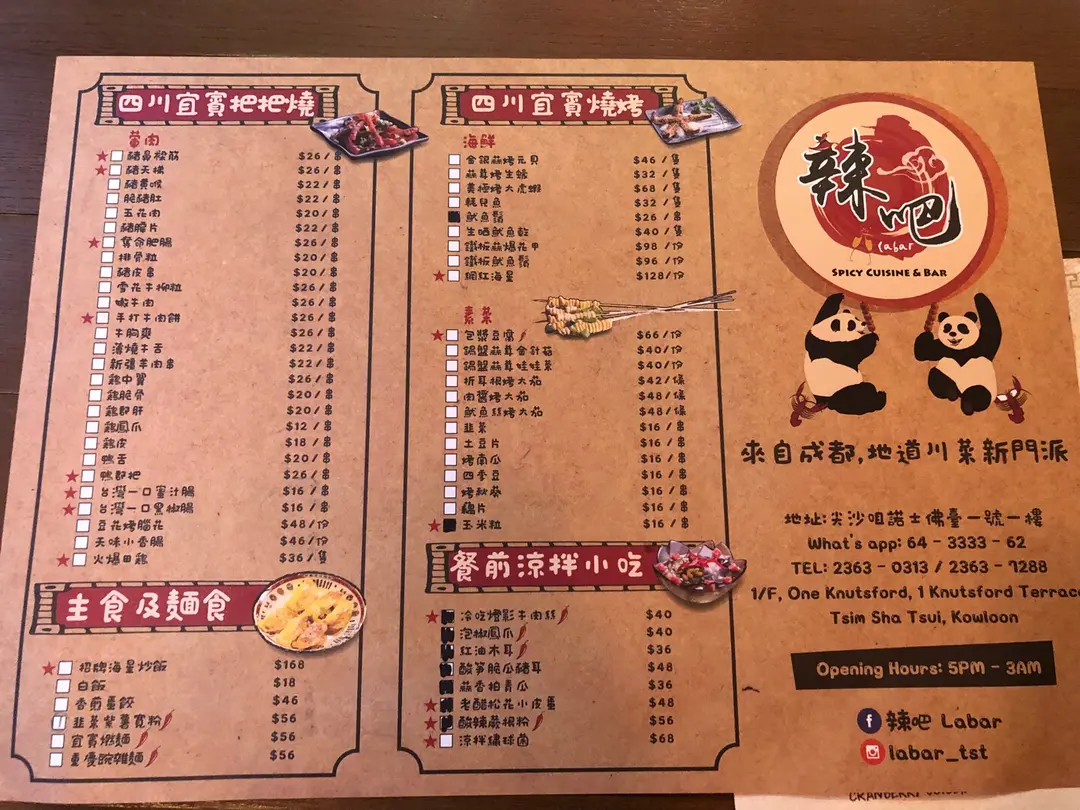 四川宜賓把把燒
葷肉
豬鼻樑筋 $26 / 串
豬天梯 $26 / 串
豬黃喉 $22 / 串
脆豬肚 $22 / 串
五花肉 $20 / 串
豬腰片 $22 / 串
奪命肥腸 $26 / 串
排骨粒 $20 / 串
豬皮串 $20 / 串
雪花牛柳粒 $26 / 串
嫩牛肉 $26 / 串
手打牛肉餅 $26 / 串
牛胸爽 $22 / 串
薄燒牛舌 $22 / 串
新疆羊肉串 $22 / 串
雞中翼 $26 / 串
雞脆骨 $20 / 串
雞郡肝 $20 / 串
雞鳳爪 $12 / 串
雞皮 $18 / 串
鴨舌 $20 / 串
鴨郡把 $26 / 串
台灣一口蜜汁腸 $16 / 串
台灣一口黑椒腸 $16 / 串
豆花烤腦花 $48/份
天味小香腸 $46/份
火爆田雞 $36/隻
主食及麵食
招牌海星炒飯 $168
白飯 $18
香煎薑餃 $46
韭菜紫薯寬粉 $56
宜賓燃麵 $56
重慶豌雜麵 $56
四川宜賓燒烤
海鮮
金銀蒜烤元貝 $46 / 隻
蒜茸烤生蠔 $32 / 隻
黃極烤大虎蝦 $68 / 隻
耗兒魚 $32 / 隻
魷魚鬚 $26 / 串
生晒魷魚乾 $40 / 隻
鐵板蒜爆花甲 $98 /份
鐵板魷魚鬚 $96 /份
網紅海星 $128/份
素菜
包漿豆腐 $66/份
鍋盤蒜茸金針菇 $40/份
鍋盤蒜茸娃娃菜 $40/份
折耳根烤大茄 $42/條
肉醬烤大茄 $48/條
魷魚絲烤大茄 $48/條
韭菜 $16 / 串
土豆片 $16 / 串
烤南瓜 $16 / 串
四季豆 $16 / 串
烤秋葵 $16 / 串
藕片 $16 / 串
玉米粒 $16 / 串
餐前涼拌小吃
冷吃燈影牛肉絲 $40
泡椒鳳爪 $40
紅油木耳 $36
酸筍脆瓜豬耳 $48
蒜香拍青瓜 $36
老醋松花小皮蛋 $48
酸辣蕨根粉 $56
涼拌繡球菌 $68
辣吧
Labar
SPICY CUISINE & BAR
來自成都,地道川菜新門派
地址:尖沙咀諾士佛臺一號一樓
What's app: 64 - 3333 - 62
TEL: 2363 - 0313 / 2363 - 7288
1/F, One Knutsford, 1 Knutsford Terrace
Tsim Sha Tsui, Kowloon
Opening Hours: 5PM - 3AM
辣吧 Labar
labar_tst